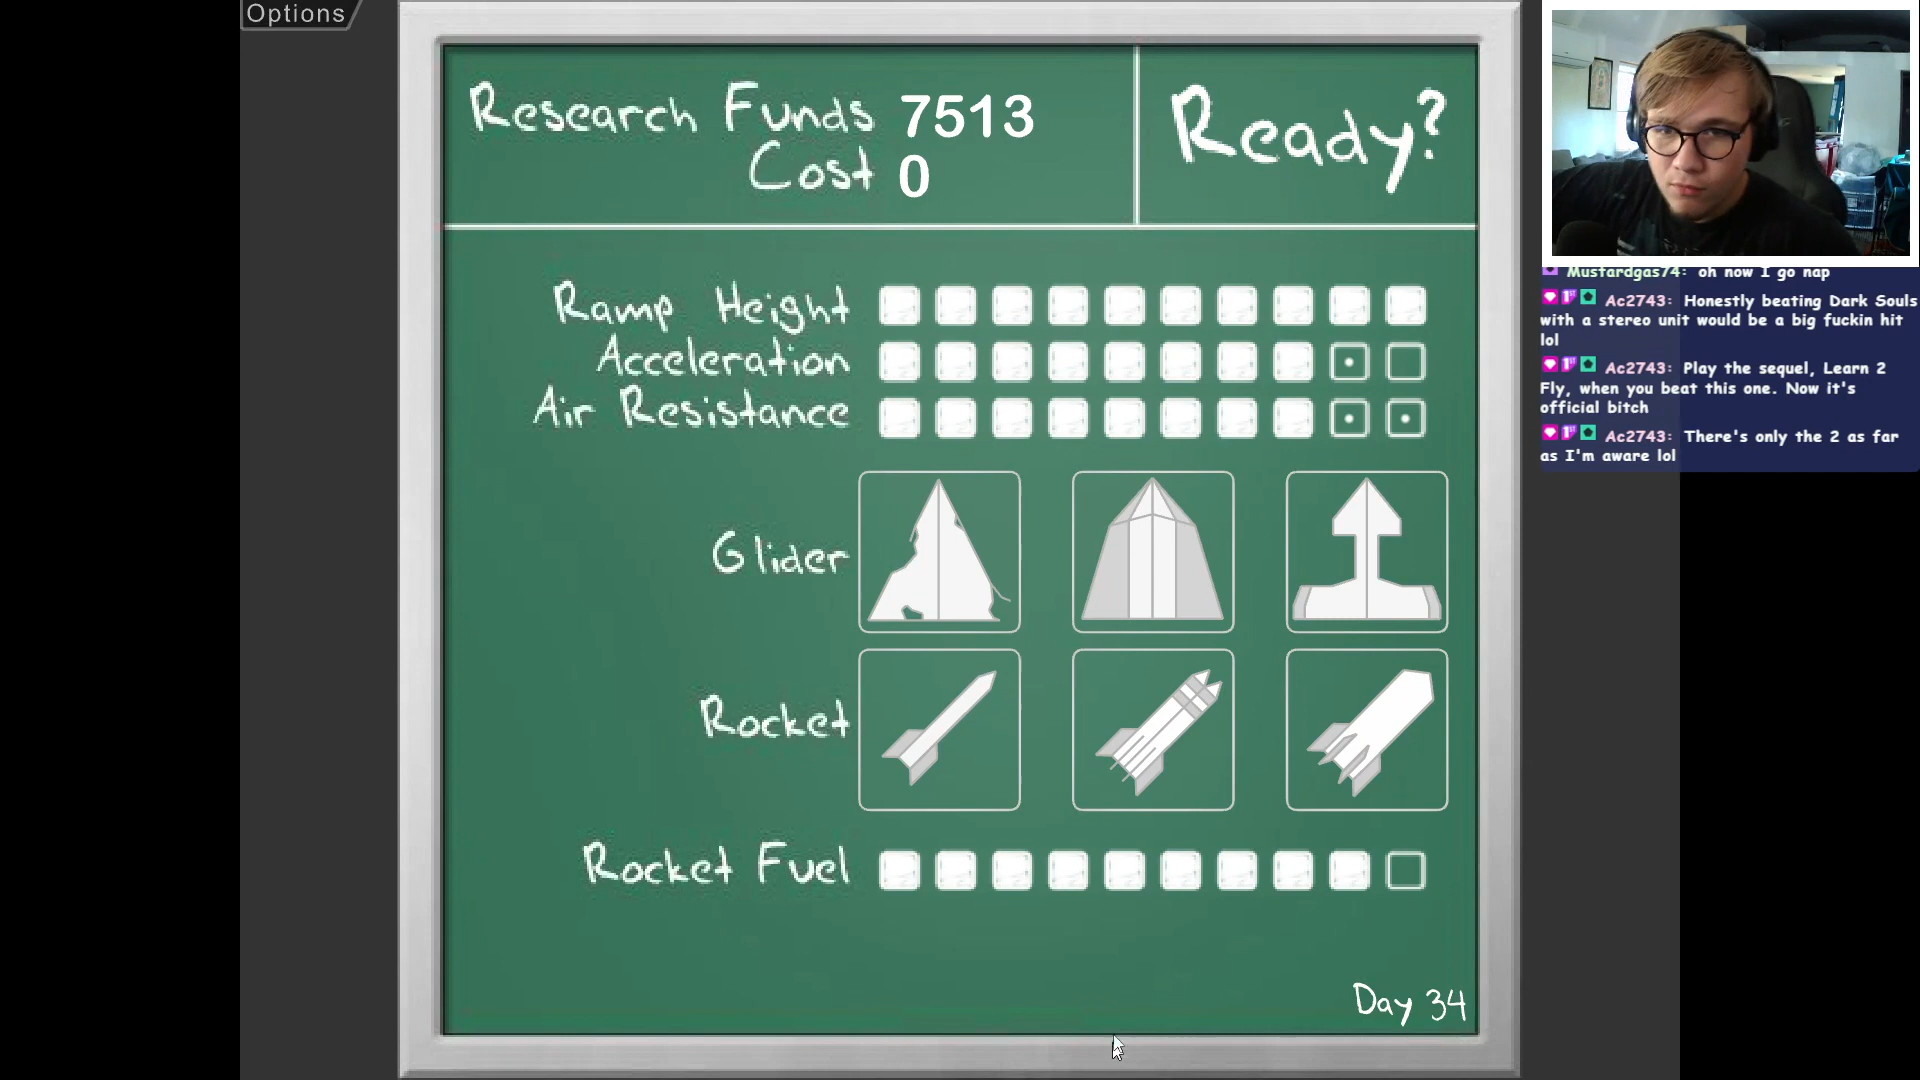 Options
Research Funds 7513
Cost 0
Ready?
Ramp Height
Acceleration
Air Resistance
Glider
Rocket
Rocket Fuel
Day 34
Mustardgas74: oh now I go nap
Ac2743: Honestly beating Dark Souls
with a stereo unit would be a big fuckin hit
lol
Ac2743: Play the sequel, Learn 2
Fly, when you beat this one. Now it's
official bitch
Ac2743: There's only the 2 as far
as I'm aware lol